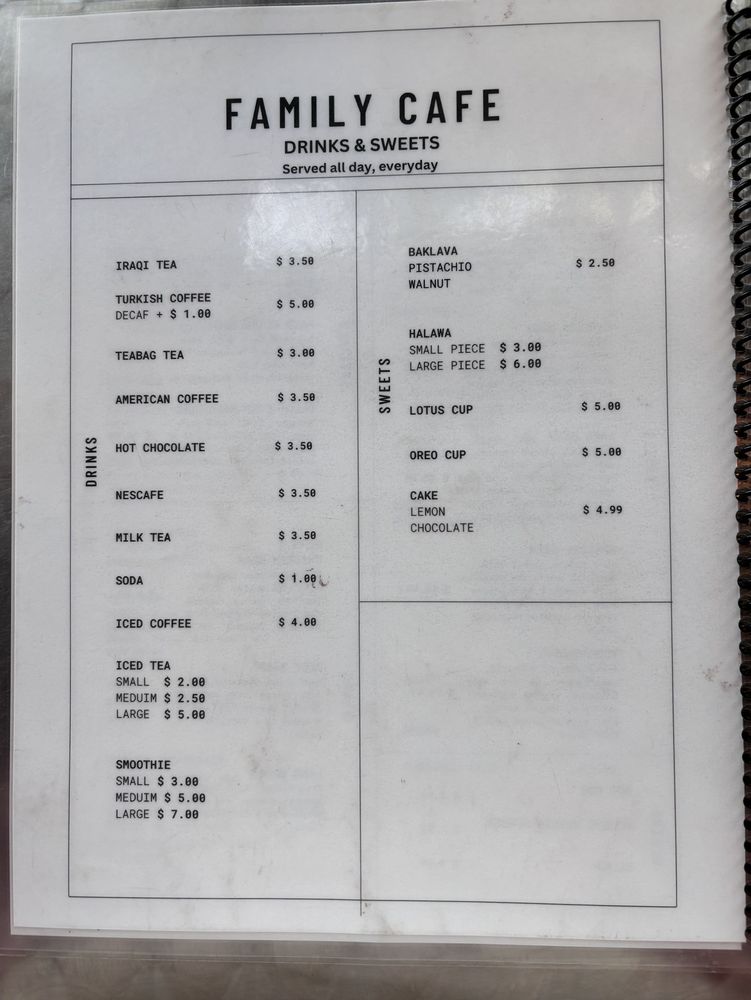 FAMILY CAFE
DRINKS & SWEETS
Served all day, everyday
DRINKS
IRAQI TEA $ 3.50
TURKISH COFFEE $ 5.00
DECAF + $ 1.00
TEABAG TEA $ 3.00
AMERICAN COFFEE $ 3.50
HOT CHOCOLATE $ 3.50
NESCAFE $ 3.50
MILK TEA $ 3.50
SODA $ 1.00
ICED COFFEE $ 4.00
ICED TEA
SMALL $ 2.00
MEDUIM $ 2.50
LARGE $ 5.00
SMOOTHIE
SMALL $ 3.00
MEDUIM $ 5.00
LARGE $ 7.00
SWEETS
BAKLAVA
PISTACHIO $ 2.50
WALNUT
HALAWA
SMALL PIECE $ 3.00
LARGE PIECE $ 6.00
LOTUS CUP $ 5.00
OREO CUP $ 5.00
CAKE
LEMON $ 4.99
CHOCOLATE